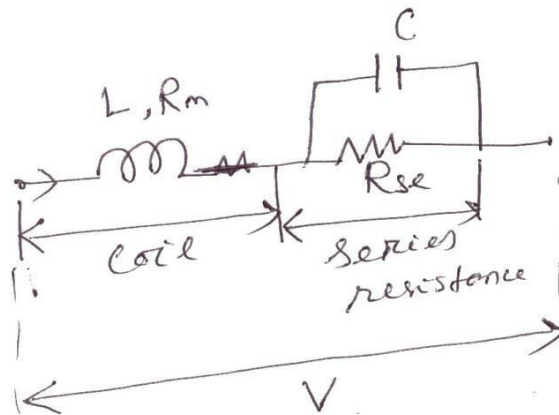 C
L, Rm
Rse
coil
series
resistance
V